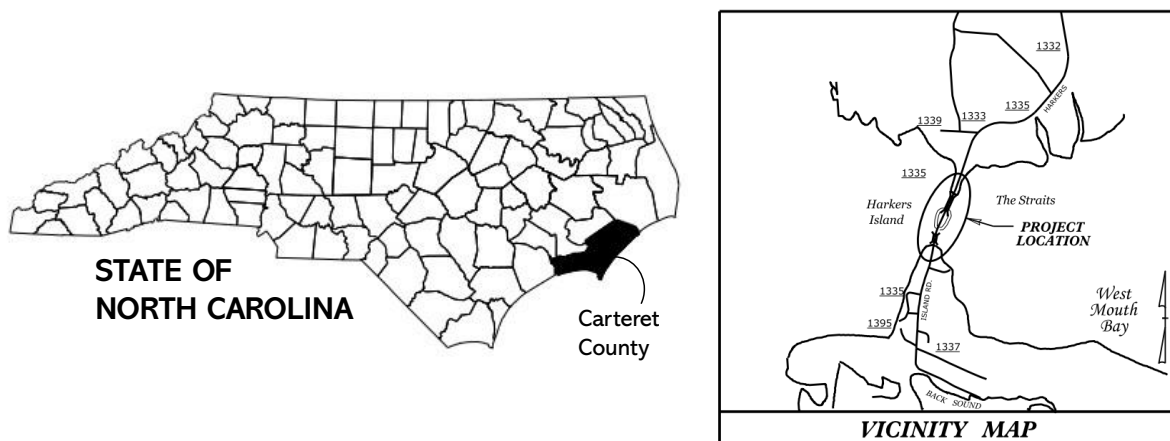 STATE OF
NORTH CAROLINA
Carteret
County
1332
1335
HARKERS
1333
1339
1335
Harkers
Island
The Straits
PROJECT
LOCATION
1335
ISLAND RD.
West
Mouth
Bay
1395
1337
BACK SOUND
VICINITY MAP